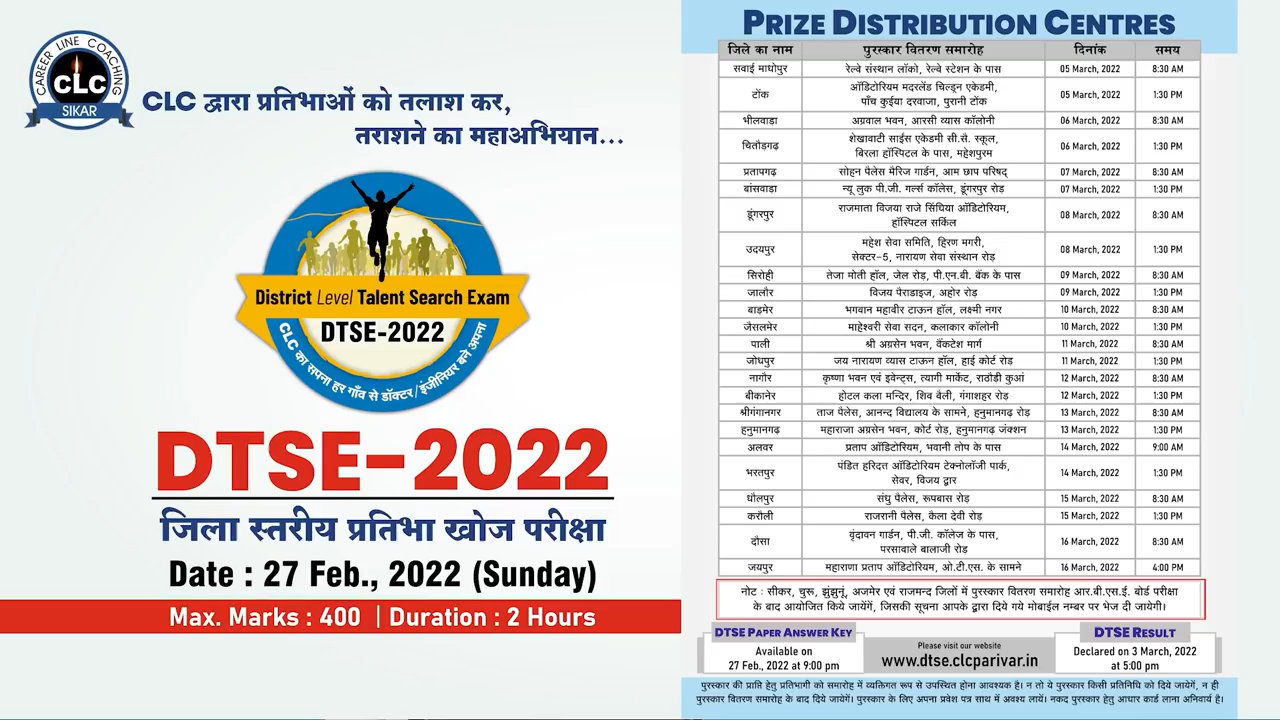 CAREER LINE COACHING
CLC
SIKAR
CLC द्वारा प्रतिभाओं को तलाश कर,
तराशने का महाअभियान...
District Level Talent Search Exam
DTSE-2022
CLC का सपना हर गाँव से डॉक्टर/इंजीनियर बने अपना
DTSE-2022
जिला स्तरीय प्रतिभा खोज परीक्षा
Date : 27 Feb., 2022 (Sunday)
Max. Marks : 400 | Duration : 2 Hours
PRIZE DISTRIBUTION CENTRES
जिले का नाम पुरस्कार वितरण समारोह दिनांक समय
सवाई माधोपुर रेल्वे संस्थान लॉको, रेल्वे स्टेशन के पास 05 March, 2022 8:30 AM
टोंक ऑडिटोरियम मदरलेंड चिल्ड्रन एकेडमी, पाँच कुईया दरवाजा, पुरानी टोंक 05 March, 2022 1:30 PM
भीलवाड़ा अग्रवाल भवन, आरसी व्यास कॉलोनी 06 March, 2022 8:30 AM
चितौडगढ़ शेखावाटी साईंस एकेडमी सी.सै. स्कूल, बिरला हॉस्पिटल के पास, महेशपुरम 06 March, 2022 1:30 PM
प्रतापगढ़ सोहन पैलेस मैरिज गार्डन, आम छाप परिषद् 07 March, 2022 8:30 AM
बांसवाड़ा न्यू लुक पी.जी. गर्ल्स कॉलेस, डूंगरपुर रोड़ 07 March, 2022 1:30 PM
डूंगरपुर राजमाता विजया राजे सिंधिया ऑडिटोरियम, हॉस्पिटल सर्किल 08 March, 2022 8:30 AM
उदयपुर महेश सेवा समिति, हिरण मगरी, सेक्टर-5, नारायण सेवा संस्थान रोड़ 08 March, 2022 1:30 PM
सिरोही तेजा मोती हॉल, जेल रोड, पी.एन.बी. बैंक के पास 09 March, 2022 8:30 AM
जालौर विजय पैराडाइज, अहोर रोड़ 09 March, 2022 1:30 PM
बाड़मेर भगवान महावीर टाऊन हॉल, लक्ष्मी नगर 10 March, 2022 8:30 AM
जैसलमेर माहेश्वरी सेवा सदन, कलाकार कॉलोनी 10 March, 2022 1:30 PM
पाली श्री अग्रसेन भवन, वैंकटेश मार्ग 11 March, 2022 8:30 AM
जोधपुर जय नारायण व्यास टाऊन हॉल, हाई कोर्ट रोड़ 11 March, 2022 1:30 PM
नागौर कृष्णा भवन एवं इवेन्ट्स, त्यागी मार्केट, राठौड़ी कुआं 12 March, 2022 8:30 AM
बीकानेर होटल कला मन्दिर, शिव वैली, गंगाशहर रोड़ 12 March, 2022 1:30 PM
श्रीगंगानगर ताज पैलेस, आनन्द विद्यालय के सामने, हनुमानगढ़ रोड़ 13 March, 2022 8:30 AM
हनुमानगढ़ महाराजा अग्रसेन भवन, कोर्ट रोड़, हनुमानगढ़ जंक्शन 13 March, 2022 1:30 PM
अलवर प्रताप ऑडिटोरियम, भवानी तोप के पास 14 March, 2022 9:00 AM
भरतपुर पंडित हरिदत्त ऑडिटोरियम टेक्नोलॉजी पार्क, सेवर, विजय द्वार 14 March, 2022 1:30 PM
धौलपुर संधु पैलेस, रूपबास रोड़ 15 March, 2022 8:30 AM
करौली राजरानी पैलेस, कैला देवी रोड़ 15 March, 2022 1:30 PM
दौसा वृंदावन गार्डन, पी.जी. कॉलेज के पास, परसावाले बालाजी रोड़ 16 March, 2022 8:30 AM
जयपुर महाराणा प्रताप ऑडिटोरियम, ओ.टी.एस. के सामने 16 March, 2022 4:00 PM
नोट : सीकर, चुरू, झुंझुनूं, अजमेर एवं राजमन्द जिलों में पुरस्कार वितरण समारोह आर.बी.एस.ई. बोर्ड परीक्षा
के बाद आयोजित किये जायेंगें, जिसकी सूचना आपके द्वारा दिये गये मोबाईल नम्बर पर भेज दी जायेगी।
DTSE PAPER ANSWER KEY
Available on
27 Feb., 2022 at 9:00 pm
Please visit our website
www.dtse.clcparivar.in
DTSE RESULT
Declared on 3 March, 2022
at 5:00 pm
पुरस्कार की प्राप्ति हेतु प्रतिभागी को समारोह में व्यक्तिगत रूप से उपस्थित होना आवश्यक है। न तो ये पुरस्कार किसी प्रतिनिधि को दिये जायेगें, न ही
पुरस्कार वितरण समारोह के बाद दिये जायेगें। पुरस्कार के लिए अपना प्रवेश पत्र साथ में अवश्य लायें। नकद पुरस्कार हेतु आधार कार्ड लाना अनिवार्य है।